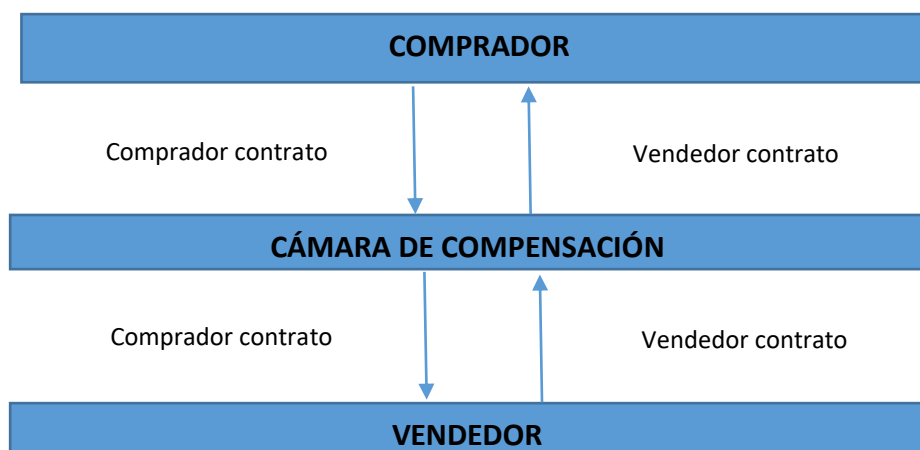 COMPRADOR
Comprador contrato
Vendedor contrato
CÁMARA DE COMPENSACIÓN
Comprador contrato
Vendedor contrato
VENDEDOR